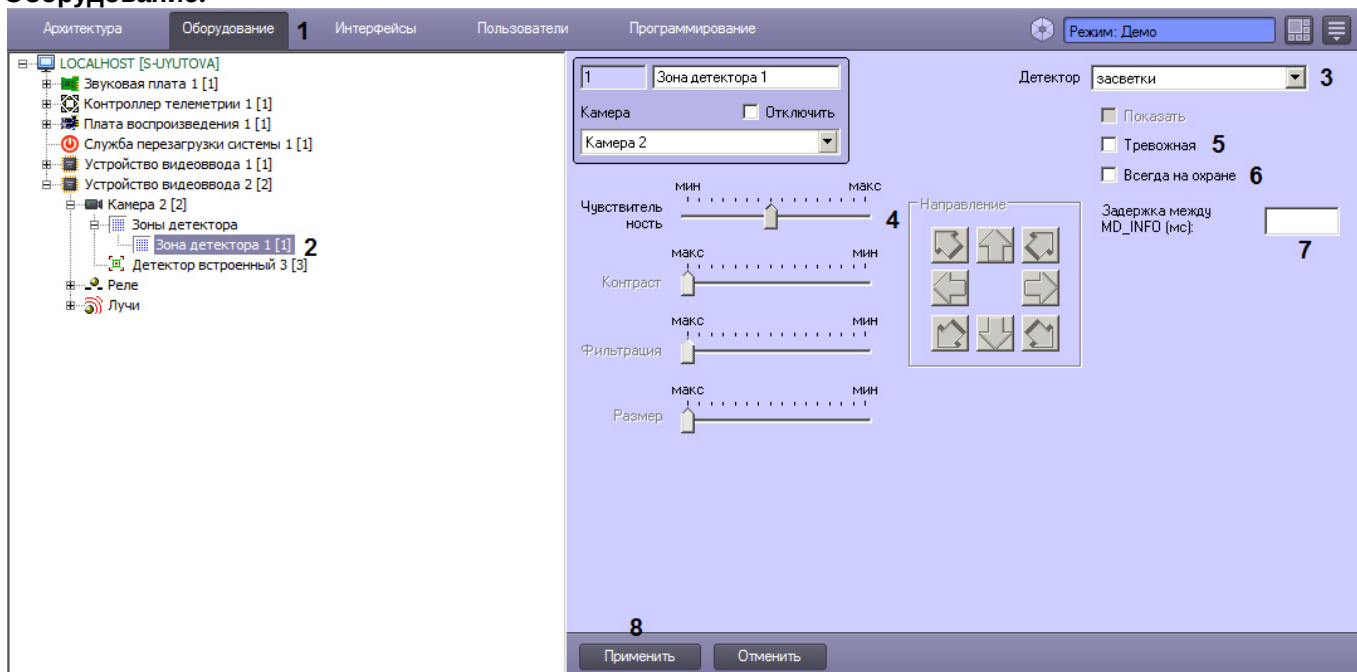 Оборудование.
Архитектура Оборудование 1 Интерфейсы Пользователи Программирование Режим: Демо
LOCALHOST [S-UYUTOVA]
Звуковая плата 1 [1]
Контроллер телеметрии 1 [1]
Плата воспроизведения 1 [1]
Служба перезагрузки системы 1 [1]
Устройство видеоввода 1 [1]
Устройство видеоввода 2 [2]
Камера 2 [2]
Зоны детектора
Зона детектора 1 [1] 2
Детектор встроенный 3 [3]
Реле
Лучи
1 Зона детектора 1
Камера Отключить
Камера 2
Детектор засветки 3
Показать
Тревожная 5
Всегда на охране 6
Задержка между
MD_INFO (мс):
7
мин макс
Чувствитель
ность
4
макс мин
Контраст
макс мин
Фильтрация
макс мин
Размер
Направление
8
Применить Отменить